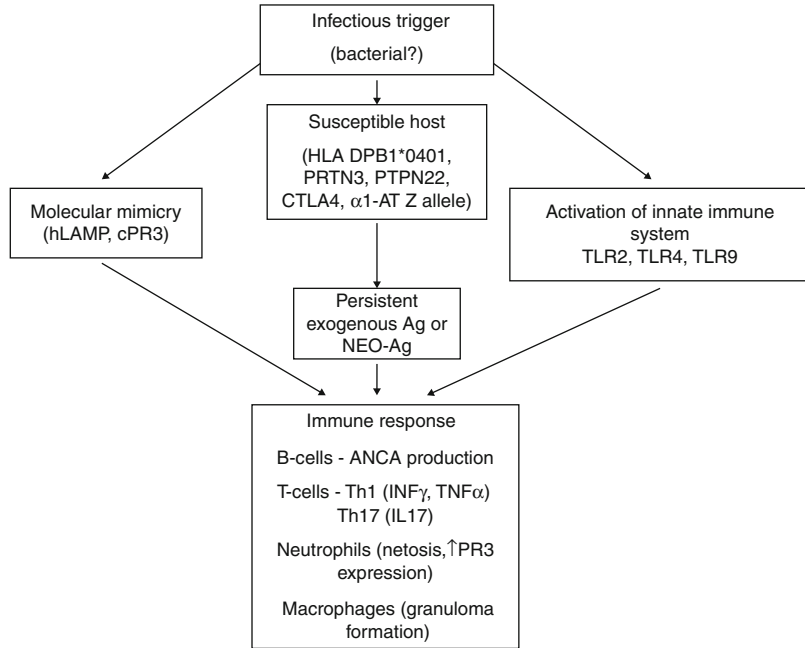 Infectious trigger
(bacterial?)
Susceptible host
(HLA DPB1*0401,
PRTN3, PTPN22,
CTLA4, α1-AT Z allele)
Molecular mimicry
(hLAMP, cPR3)
Activation of innate immune
system
TLR2, TLR4, TLR9
Persistent
exogenous Ag or
NEO-Ag
Immune response
B-cells - ANCA production
T-cells - Th1 (INFγ, TNFα)
Th17 (IL17)
Neutrophils (netosis,↑PR3
expression)
Macrophages (granuloma
formation)